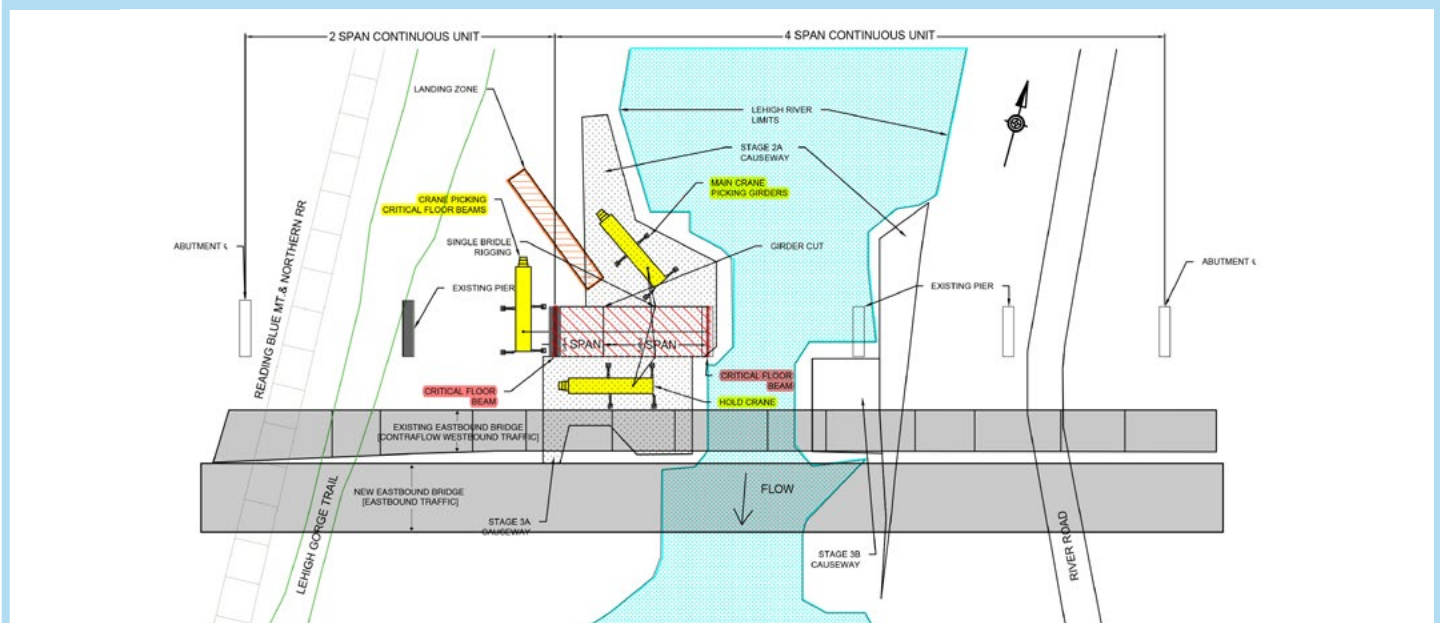 2 SPAN CONTINUOUS UNIT
4 SPAN CONTINUOUS UNIT
LANDING ZONE
LEHIGH RIVER
LIMITS
STAGE 2A
CAUSEWAY
MAIN CRANE
PICKING GIRDERS
CRANE PICKING
CRITICAL FLOOR BEAMS
READING BLUE MT.& NORTHERN RR
ABUTMENT
SINGLE BRIDLE
RIGGING
GIRDER CUT
ABUTMENT
EXISTING PIER
EXISTING PIER
SPAN
SPAN
CRITICAL FLOOR
BEAM
CRITICAL FLOOR
BEAM
HOLD CRANE
EXISTING EASTBOUND BRIDGE
[CONTRAFLOW WESTBOUND TRAFFIC]
NEW EASTBOUND BRIDGE
[EASTBOUND TRAFFIC]
FLOW
LEHIGH GORGE TRAIL
STAGE 3A
CAUSEWAY
STAGE 3B
CAUSEWAY
RIVER ROAD